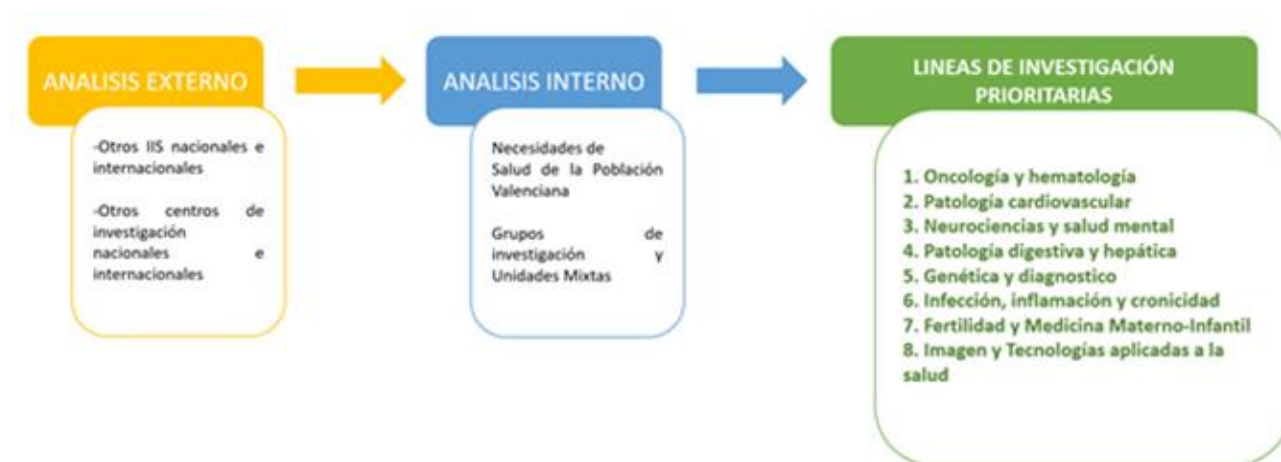 ANALISIS EXTERNO
-Otros IIS nacionales e
internacionales
-Otros centros de
investigación
nacionales e
internacionales
ANALISIS INTERNO
Necesidades de
Salud de la Población
Valenciana
Grupos de
investigación y
Unidades Mixtas
LINEAS DE INVESTIGACIÓN
PRIORITARIAS
1. Oncología y hematología
2. Patología cardiovascular
3. Neurociencias y salud mental
4. Patología digestiva y hepática
5. Genética y diagnostico
6. Infección, inflamación y cronicidad
7. Fertilidad y Medicina Materno-Infantil
8. Imagen y Tecnologías aplicadas a la
salud